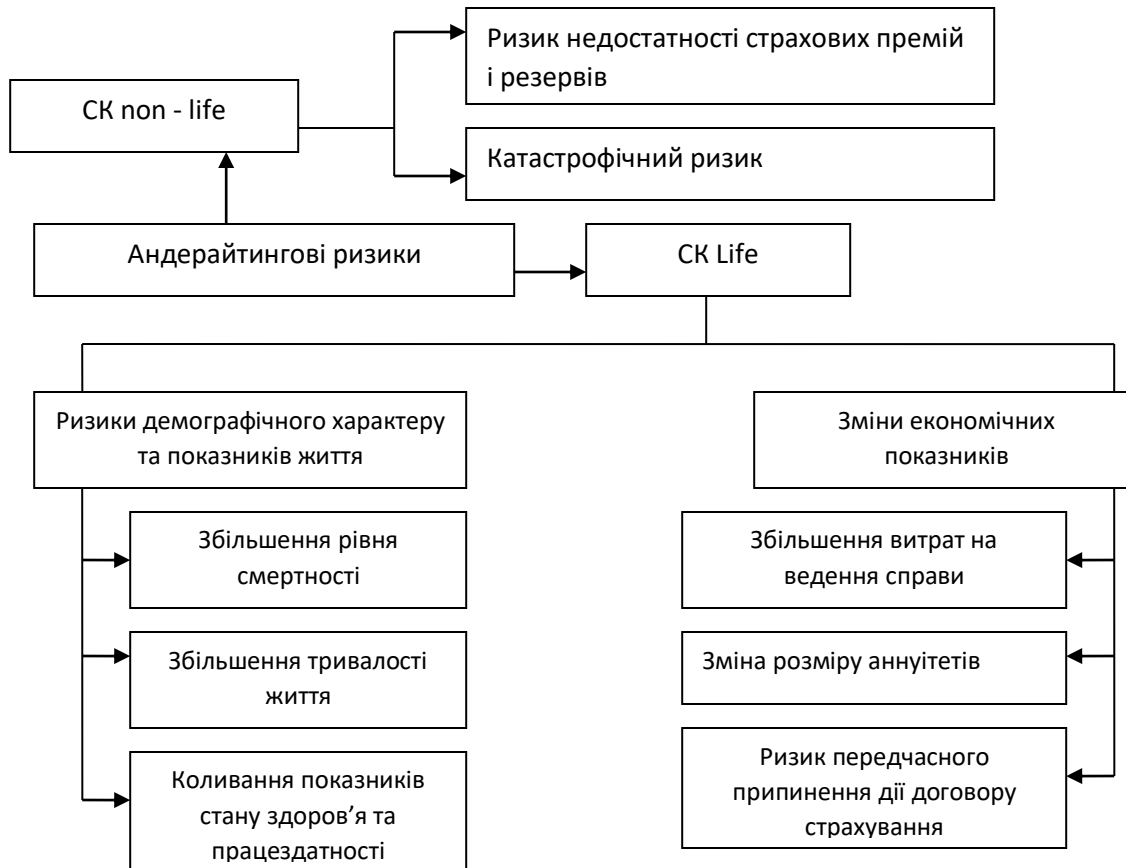 Ризик недостатності страхових премій
і резервів
СК non - life
Катастрофічний ризик
Андерайтингові ризики
СК Life
Ризики демографічного характеру
та показників життя
Зміни економічних
показників
Збільшення рівня
смертності
Збільшення витрат на
ведення справи
Збільшення тривалості
життя
Зміна розміру аннуітетів
Коливання показників
стану здоров’я та
працездатності
Ризик передчасного
припинення дії договору
страхування